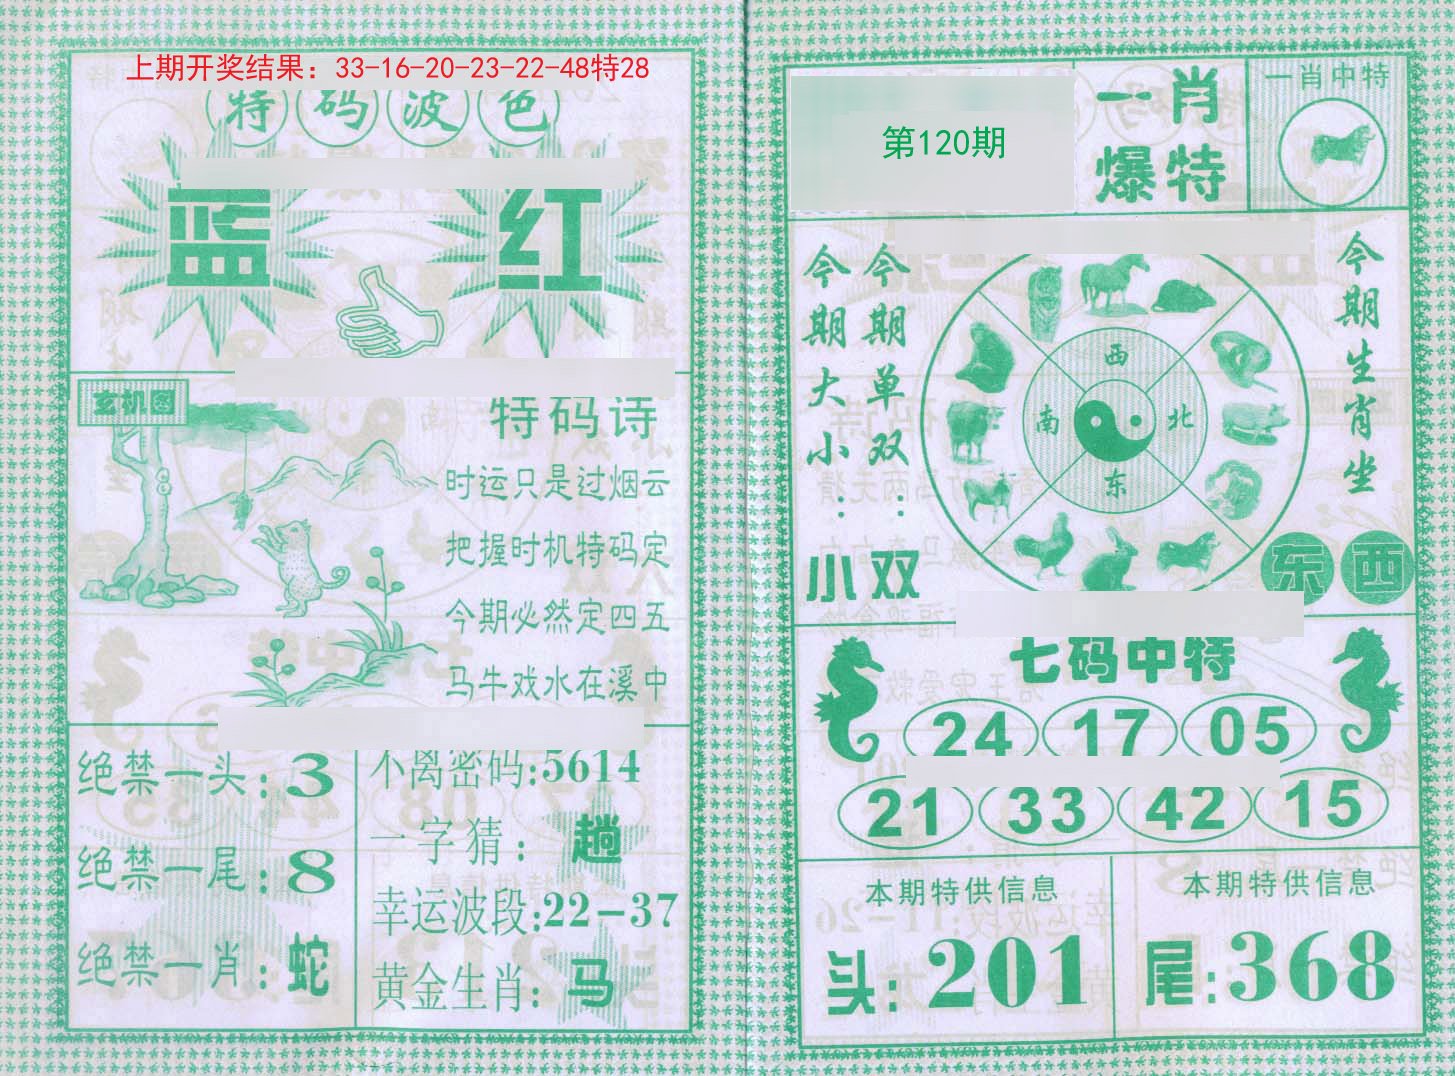 上期开奖结果：33-16-20-23-22-48特28
特码波色
蓝 红
玄机图
特码诗
时运只是过烟云
把握时机特码定
今期必然定四五
马牛戏水在溪中
绝禁一头：3
绝禁一尾：8
绝禁一肖：蛇
不离密码：5614
一字猜：趟
幸运波段：22-37
黄金生肖：马
第120期
一肖
爆特
一肖中特
今期大小：小
今期单双：双
西
南 北
东
今期生肖坐
东西
七码中特
24 17 05
21 33 42 15
本期特供信息
头：201
本期特供信息
尾：368